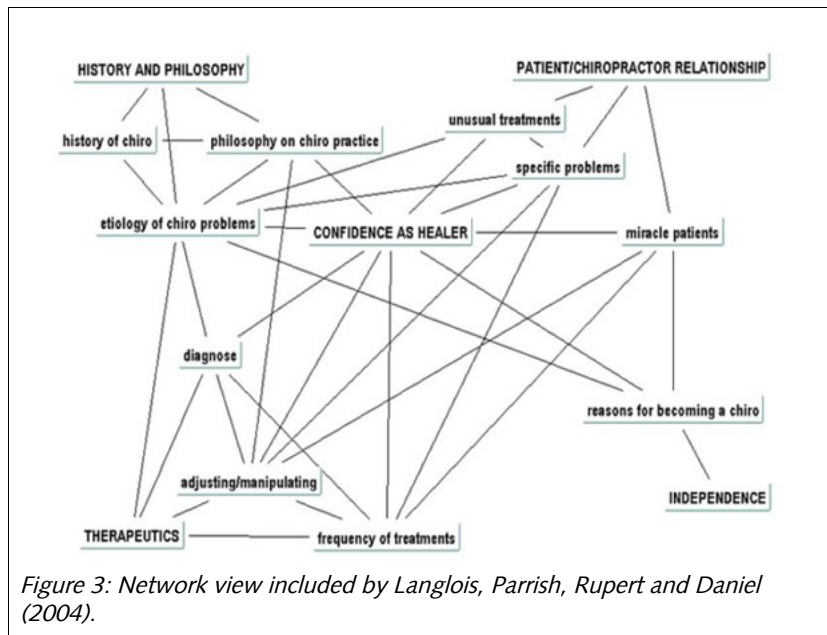 HISTORY AND PHILOSOPHY
PATIENT/CHIROPRACTOR RELATIONSHIP
unusual treatments
history of chiro
philosophy on chiro practice
specific problems
etiology of chiro problems
CONFIDENCE AS HEALER
miracle patients
diagnose
reasons for becoming a chiro
adjusting/manipulating
INDEPENDENCE
THERAPEUTICS
frequency of treatments
Figure 3: Network view included by Langlois, Parrish, Rupert and Daniel
(2004).